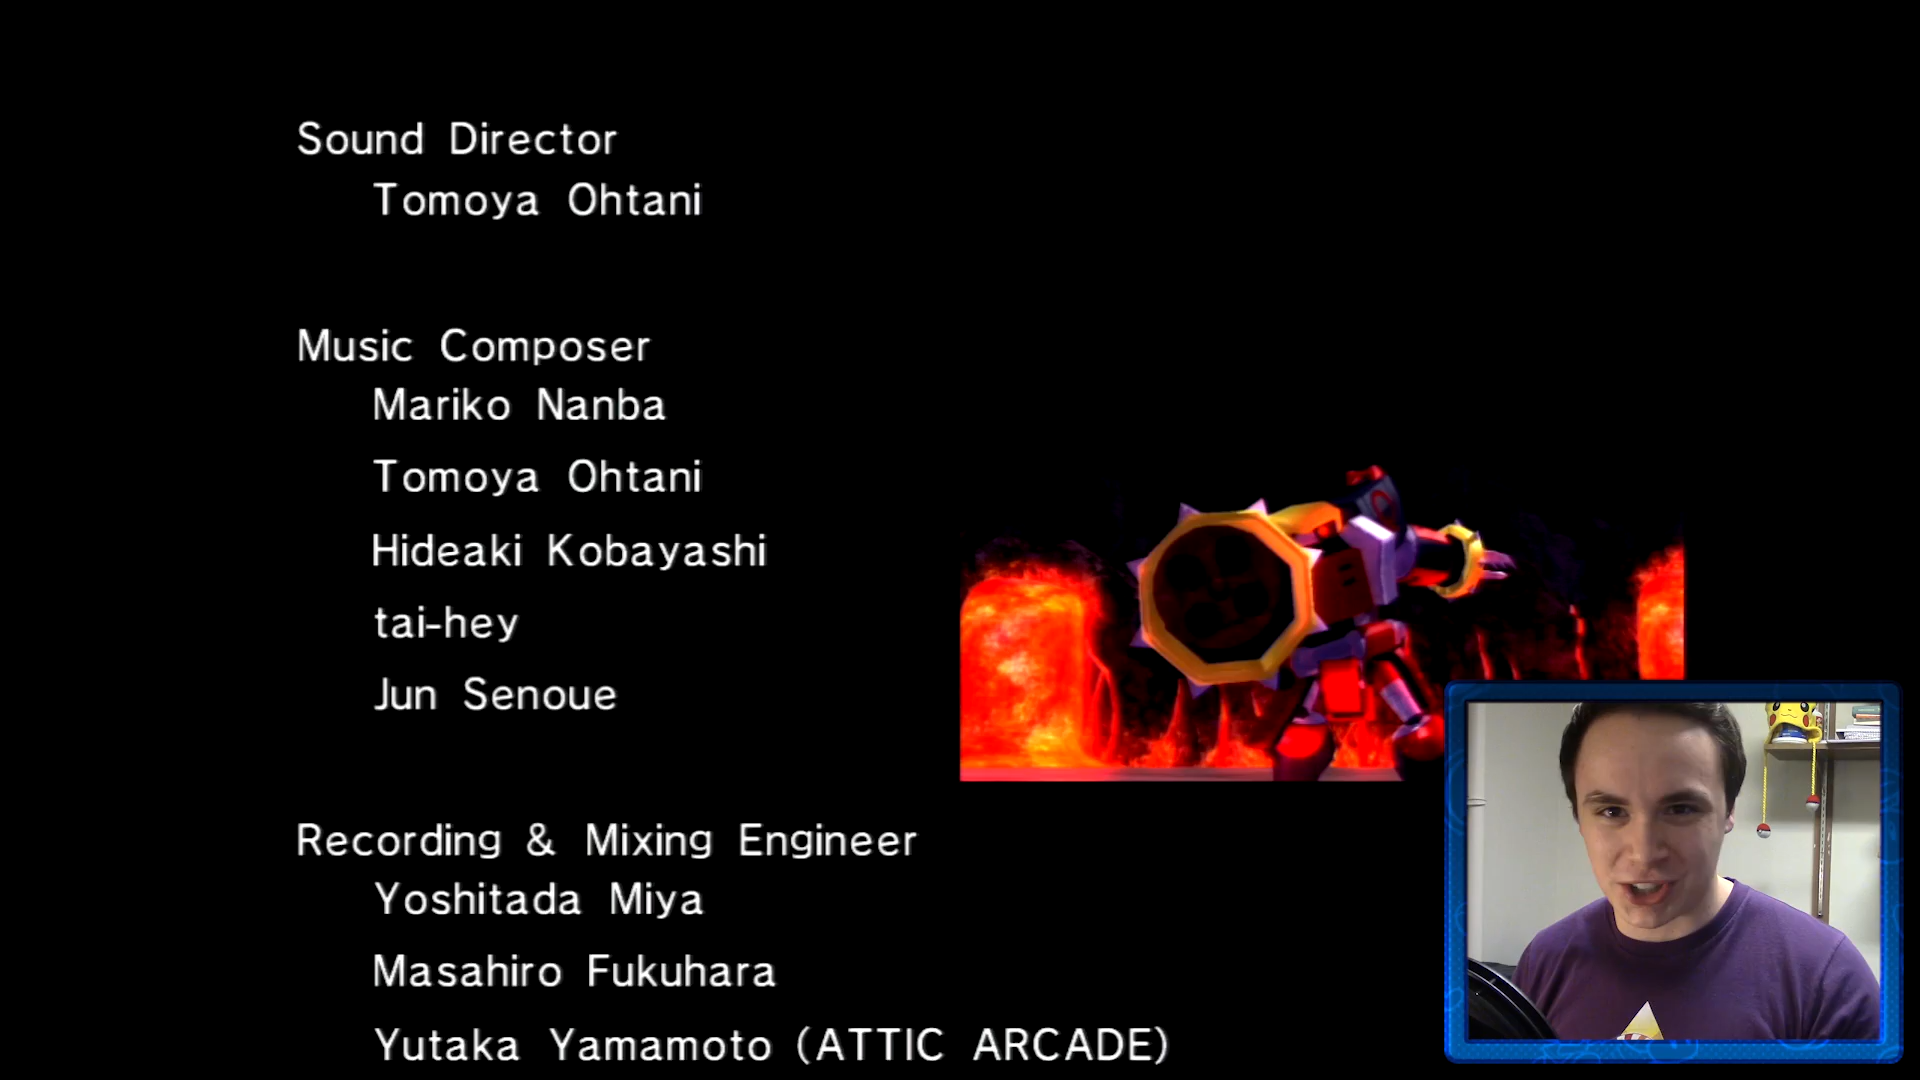 Sound Director
Tomoya Ohtani
Music Composer
Mariko Nanba
Tomoya Ohtani
Hideaki Kobayashi
tai-hey
Jun Senoue
Recording & Mixing Engineer
Yoshitada Miya
Masahiro Fukuhara
Yutaka Yamamoto (ATTIC ARCADE)